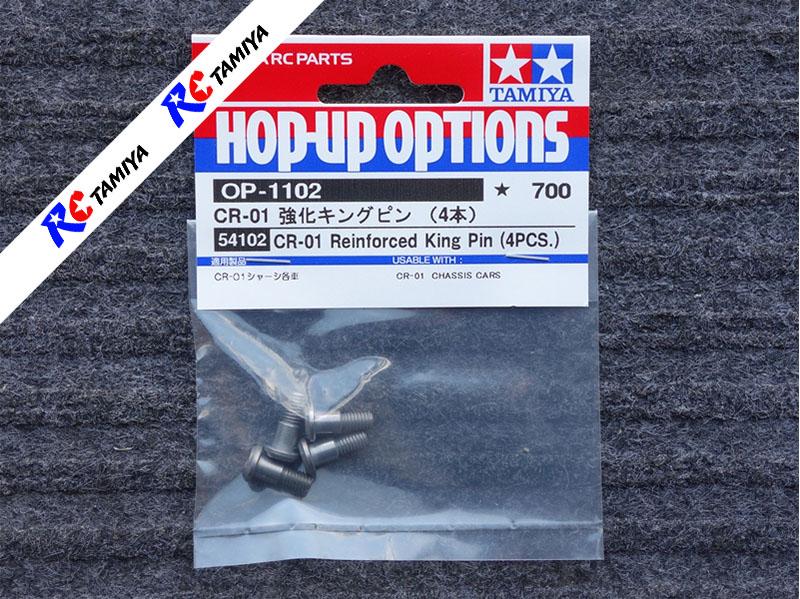 RC TAMIYA
RC TAMIYA
RC PARTS
TAMIYA
HOP-UP OPTIONS
OP-1102 ★ 700
CR-01 強化キングピン (4本)
54102 CR-01 Reinforced King Pin (4PCS.)
適用製品 USABLE WITH :
CR-01シャーシ各車 CR-01 CHASSIS CARS